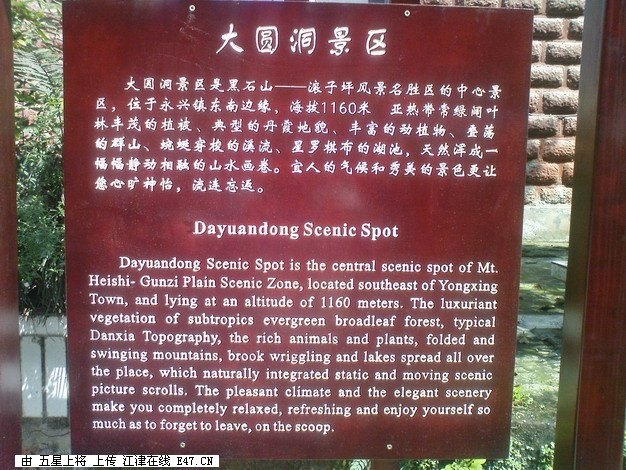 大圆洞景区
大圆洞景区是黑石山——滚子坪风景名胜区的中心景
区，位于永兴镇东南边缘，海拔1160米 亚热带常绿阔叶
林丰茂的植被、典型的丹霞地貌、丰富的动植物、叠荡
的群山、蜿蜒穿梭的溪流、星罗棋布的湖池，天然浑成一
幅幅静动相融的山水画卷。宜人的气候和秀美的景色更让
您心旷神怡，流连忘返。
Dayuandong Scenic Spot
Dayuandong Scenic Spot is the central scenic spot of Mt.
Heishi- Gunzi Plain Scenic Zone, located southeast of Yongxing
Town, and lying at an altitude of 1160 meters. The luxuriant
vegetation of subtropics evergreen broadleaf forest, typical
Danxia Topography, the rich animals and plants, folded and
swinging mountains, brook wriggling and lakes spread all over
the place, which naturally integrated static and moving scenic
picture scrolls. The pleasant climate and the elegant scenery
make you completely relaxed, refreshing and enjoy yourself so
much as to forget to leave, on the scoop.
由 五星上将 上传 江津在线 E47.CN